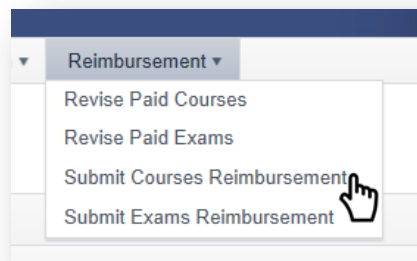 Reimbursement ▾
Revise Paid Courses
Revise Paid Exams
Submit Courses Reimbursement
Submit Exams Reimbursement